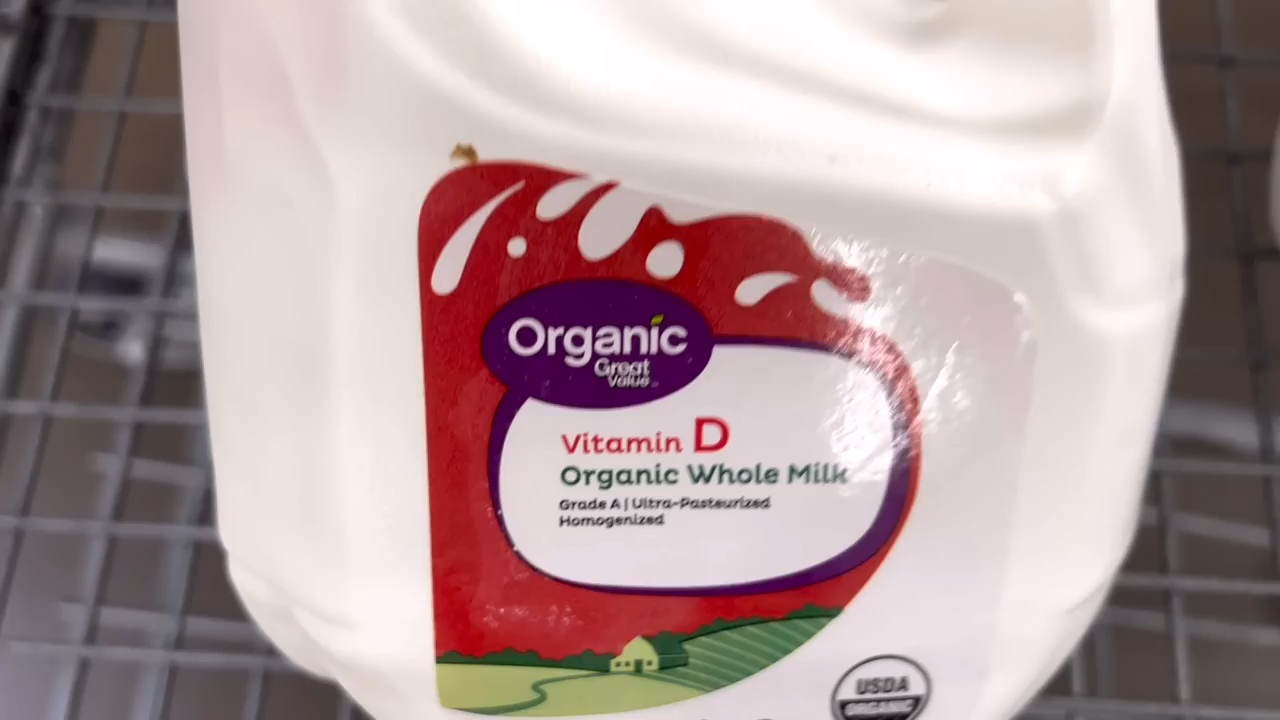 Organic
Great
Value
Vitamin D
Organic Whole Milk
Grade A | Ultra-Pasteurized
Homogenized
USDA
ORGANIC